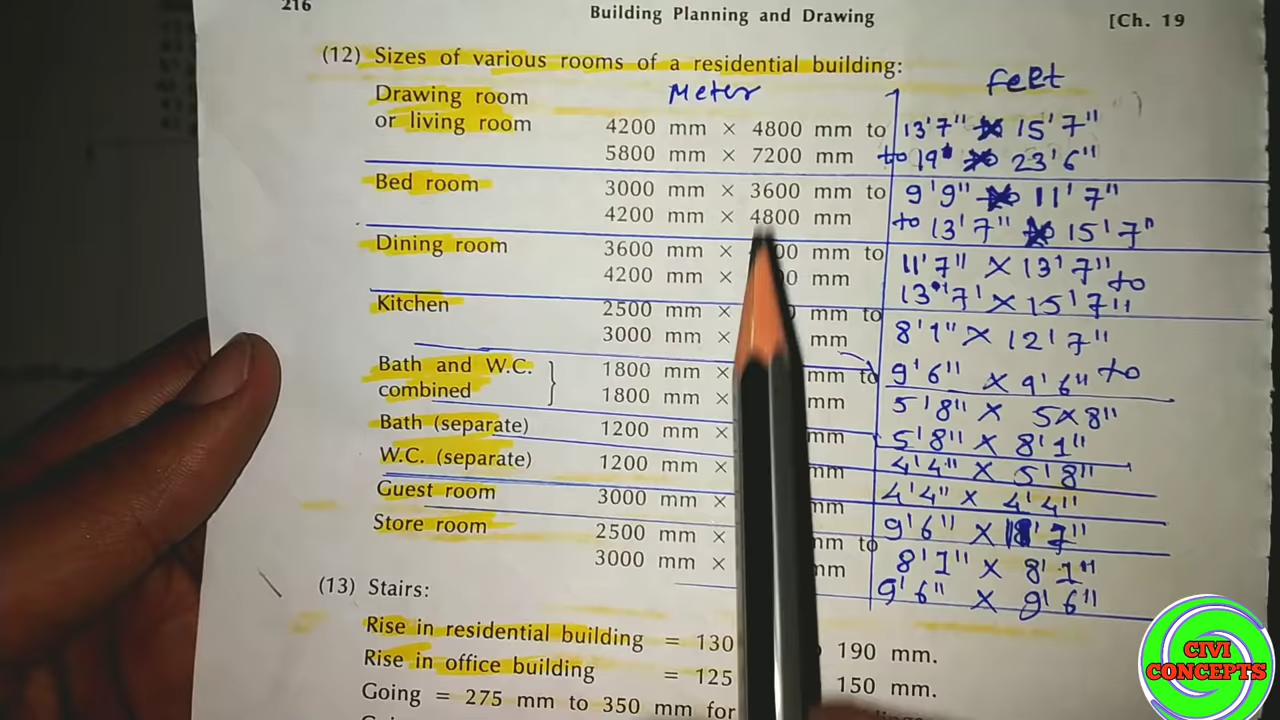 216
Building Planning and Drawing
[Ch. 19
(12) Sizes of various rooms of a residential building:
Meter
Feet
Drawing room
or living room 4200 mm × 4800 mm to 13'7" × 15'7"
5800 mm × 7200 mm to 19' × 23'6"
Bed room 3000 mm × 3600 mm to 9'9" × 11'7"
4200 mm × 4800 mm to 13'7" × 15'7"
Dining room 3600 mm × 00 mm to 11'7" × 13'7" to
4200 mm × 00 mm 13'7' × 15'7"
Kitchen 2500 mm × mm to 8'1" × 12'7"
3000 mm × mm 9'6" × 9'6" to
Bath and W.C. 1800 mm × mm to 5'8" × 5×8"
combined 1800 mm × mm 5'8" × 8'1"
Bath (separate) 1200 mm × mm 4'4" × 5'8"
W.C. (separate) 1200 mm × mm 4'4" × 4'4"
Guest room 3000 mm × mm 9'6" × 7"
Store room 2500 mm × mm to 8'1" × 8'1"
3000 mm × mm 9'6" × 9'6"
(13) Stairs:
Rise in residential building = 130 190 mm.
Rise in office building = 125 150 mm.
Going = 275 mm to 350 mm for
CIVI
CONCEPTS